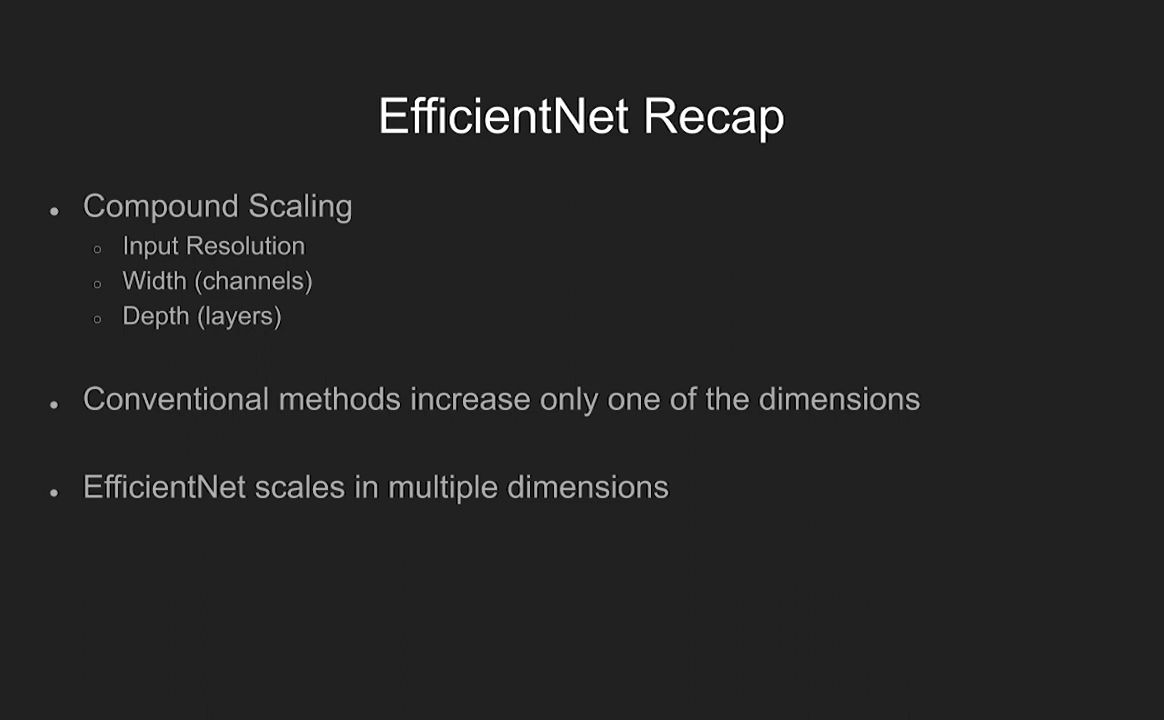 EfficientNet Recap
• Compound Scaling
○ Input Resolution
○ Width (channels)
○ Depth (layers)
• Conventional methods increase only one of the dimensions
• EfficientNet scales in multiple dimensions